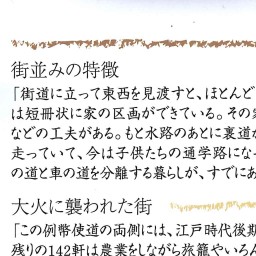 街並みの特徴
「街道に立って東西を見渡すと、ほとんど
は短冊状に家の区画ができている。その家
などの工夫がある。もと水路のあとに裏道が
走っていて、今は子供たちの通学路にな
の道と車の道を分離する暮らしが、すでにあ
大火に襲われた街
「この例幣使道の両側には、江戸時代後期
残りの142軒は農業をしながら旅籠やいろん